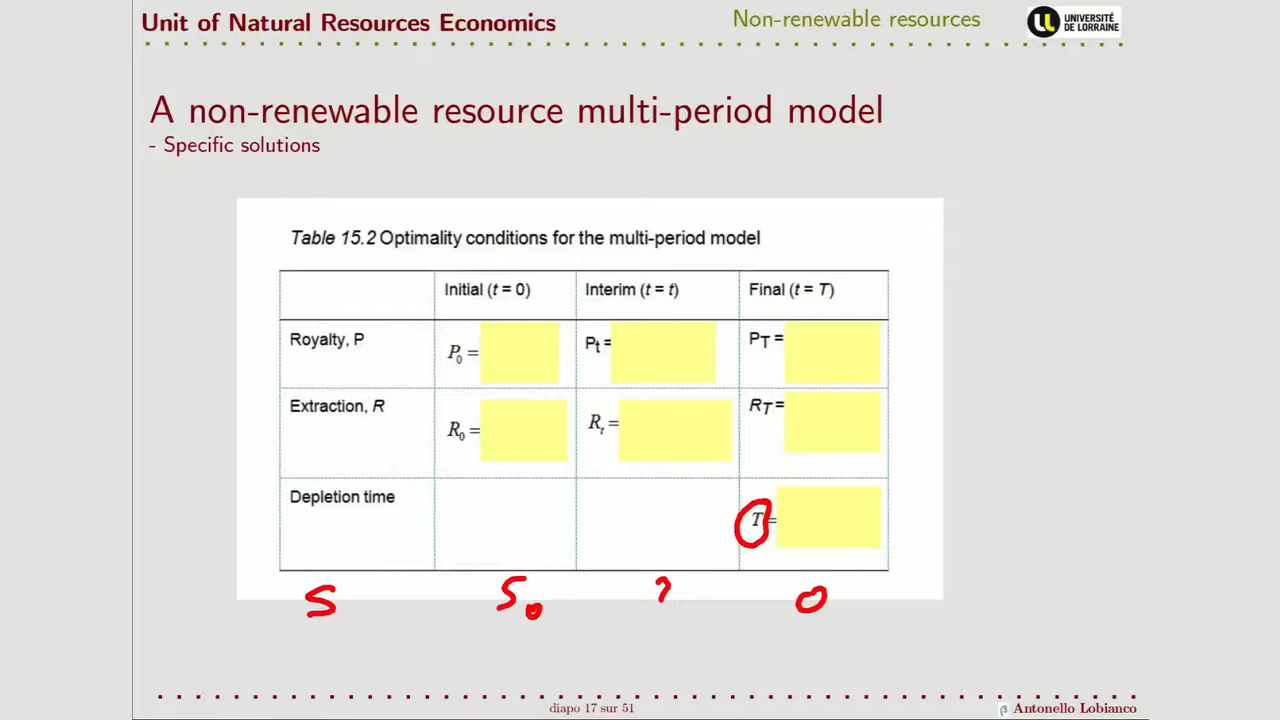 Unit of Natural Resources Economics
Non-renewable resources
UNIVERSITÉ
DE LORRAINE
A non-renewable resource multi-period model
- Specific solutions
Table 15.2 Optimality conditions for the multi-period model
Initial (t = 0) Interim (t = t) Final (t = T)
Royalty, P P₀ = Pt = PT =
Extraction, R R₀ = Rₜ = RT =
Depletion time T =
S S₀ ? 0
diapo 17 sur 51
β Antonello Lobianco